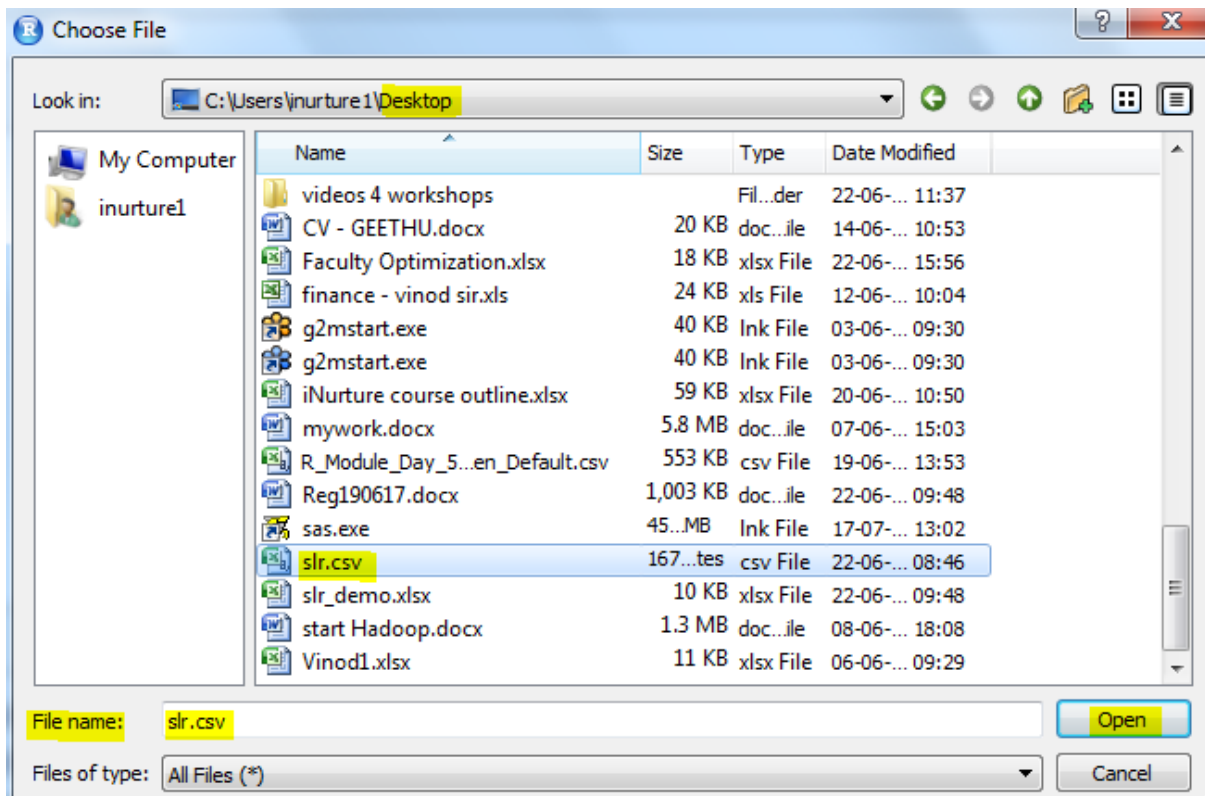 Choose File
Look in: C:\Users\inurture1\Desktop
My Computer
inurture1
Name Size Type Date Modified
videos 4 workshops Fil...der 22-06-... 11:37
CV - GEETHU.docx 20 KB doc...ile 14-06-... 10:53
Faculty Optimization.xlsx 18 KB xlsx File 22-06-... 15:56
finance - vinod sir.xls 24 KB xls File 12-06-... 10:04
g2mstart.exe 40 KB lnk File 03-06-... 09:30
g2mstart.exe 40 KB lnk File 03-06-... 09:30
iNurture course outline.xlsx 59 KB xlsx File 20-06-... 10:50
mywork.docx 5.8 MB doc...ile 07-06-... 15:03
R_Module_Day_5...en_Default.csv 553 KB csv File 19-06-... 13:53
Reg190617.docx 1,003 KB doc...ile 22-06-... 09:48
sas.exe 45...MB lnk File 17-07-... 13:02
slr.csv 167...tes csv File 22-06-... 08:46
slr_demo.xlsx 10 KB xlsx File 22-06-... 09:48
start Hadoop.docx 1.3 MB doc...ile 08-06-... 18:08
Vinod1.xlsx 11 KB xlsx File 06-06-... 09:29
File name: slr.csv Open
Files of type: All Files (*) Cancel